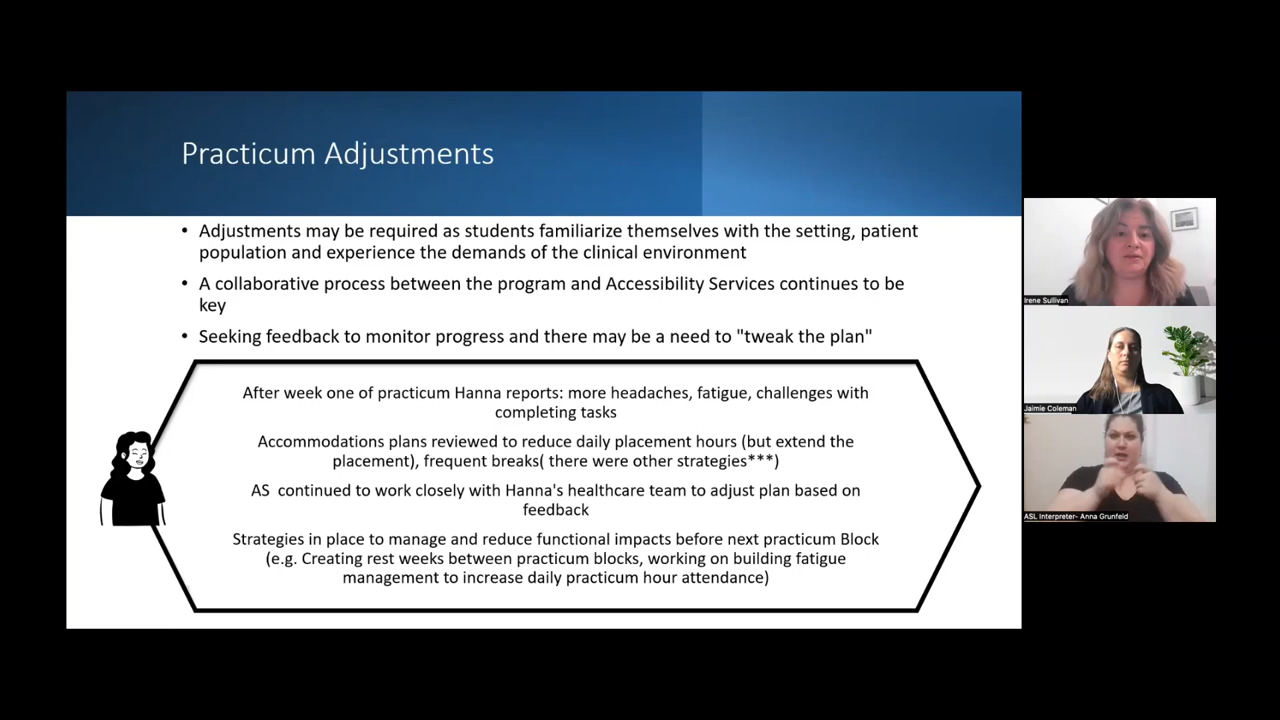 Practicum Adjustments
• Adjustments may be required as students familiarize themselves with the setting, patient
population and experience the demands of the clinical environment
• A collaborative process between the program and Accessibility Services continues to be
key
• Seeking feedback to monitor progress and there may be a need to "tweak the plan"
After week one of practicum Hanna reports: more headaches, fatigue, challenges with
completing tasks
Accommodations plans reviewed to reduce daily placement hours (but extend the
placement), frequent breaks( there were other strategies***)
AS  continued to work closely with Hanna's healthcare team to adjust plan based on
feedback
Strategies in place to manage and reduce functional impacts before next practicum Block
(e.g. Creating rest weeks between practicum blocks, working on building fatigue
management to increase daily practicum hour attendance)
Irene Sullivan
Jaimie Coleman
ASL Interpreter- Anna Grunfeld